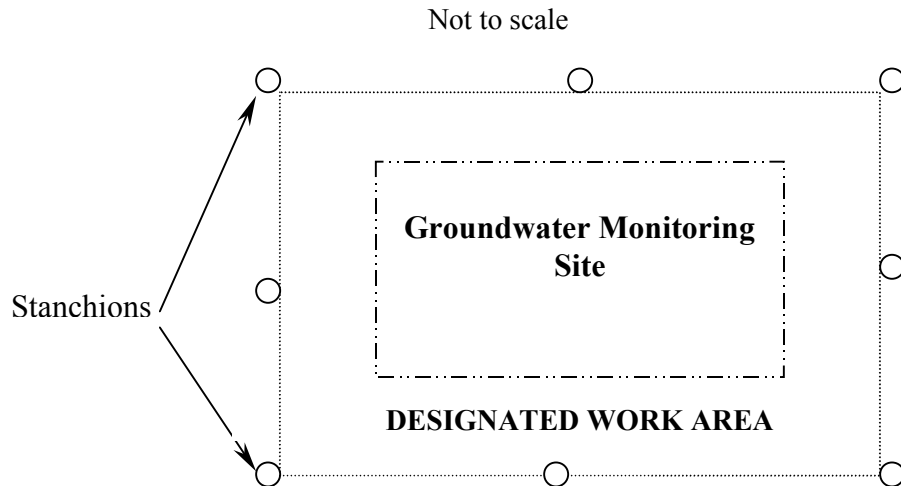 Not to scale
Groundwater Monitoring
Site
Stanchions
DESIGNATED WORK AREA